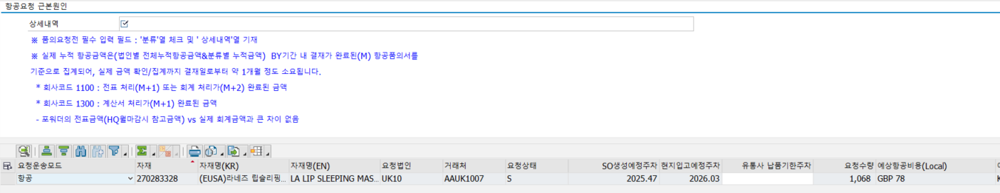 항공요청 근본원인
상세내역
※ 품의요청전 필수 입력 필드 : '분류'열 체크 및 ' 상세내역'열 기재
※ 실제 누적 항공금액은(법인별 전체누적항공금액&분류별 누적금액) BY기간 내 결재가 완료된(M) 항공품의서를
기준으로 집계되어, 실제 금액 확인/집계까지 결재일로부터 약 1개월 정도 소요됩니다.
* 회사코드 1100 : 전표 처리(M+1) 또는 회계 처리가(M+2) 완료된 금액
* 회사코드 1300 : 계산서 처리가(M+1) 완료된 금액
- 포워더의 전표금액(HQ월마감시 참고금액) vs 실제 회계금액과 큰 차이 없음
요청운송모드 자재 자재명(KR) 자재명(EN) 요청법인 거래처 요청상태 SO생성예정주차 현지입고예정주차 유통사 납품기한주차 요청수량 예상항공비용(Local)
항공 270283328 (EUSA)라네즈 립슬리핑... LA LIP SLEEPING MAS... UK10 AAUK1007 S 2025.47 2026.03 1,068 GBP 78